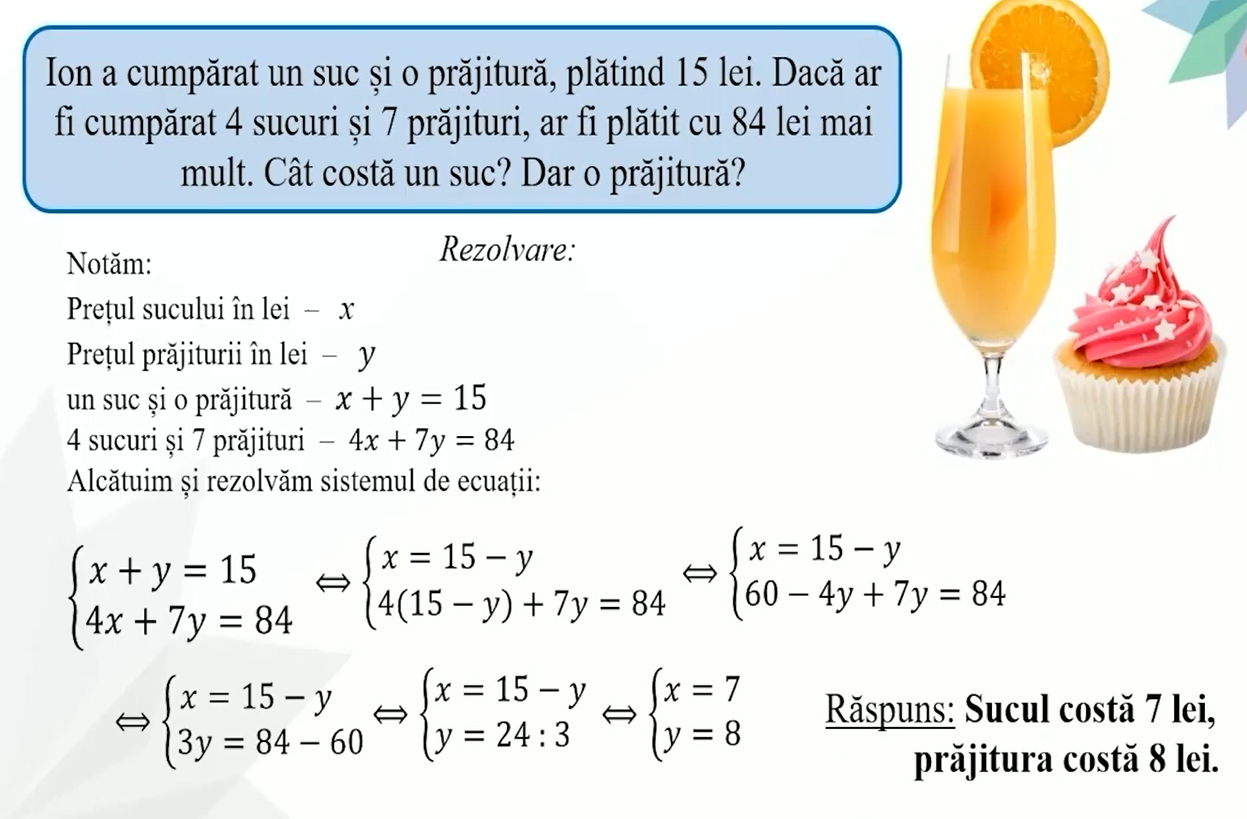 Ion a cumpărat un suc și o prăjitură, plătind 15 lei. Dacă ar
fi cumpărat 4 sucuri și 7 prăjituri, ar fi plătit cu 84 lei mai
mult. Cât costă un suc? Dar o prăjitură?
Rezolvare:
Notăm:
Prețul sucului în lei – x
Prețul prăjiturii în lei – y
un suc și o prăjitură – x + y = 15
4 sucuri și 7 prăjituri – 4x + 7y = 84
Alcătuim și rezolvăm sistemul de ecuații:
{x + y = 15
4x + 7y = 84
⇔ {x = 15 − y
4(15 − y) + 7y = 84
⇔ {x = 15 − y
60 − 4y + 7y = 84
⇔ {x = 15 − y
3y = 84 − 60
⇔ {x = 15 − y
y = 24 : 3
⇔ {x = 7
y = 8
Răspuns: Sucul costă 7 lei,
prăjitura costă 8 lei.